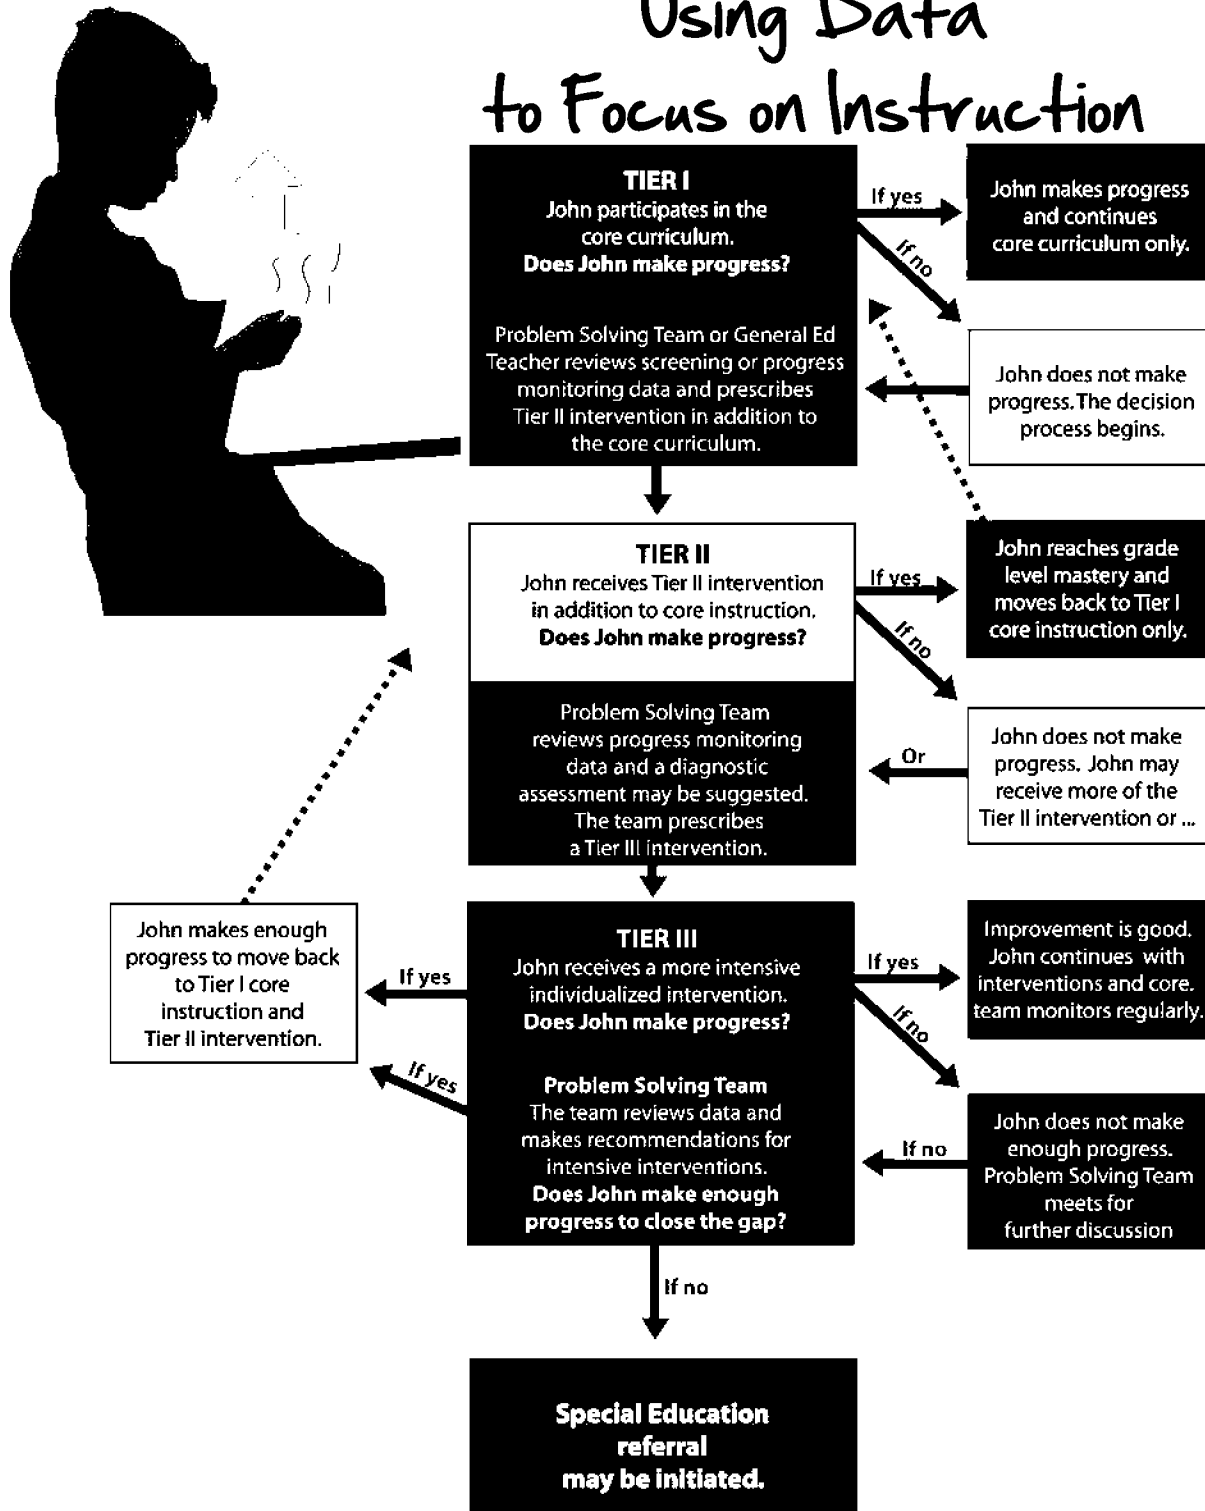 Using Data
to Focus on Instruction
TIER I
John participates in the
core curriculum.
Does John make progress?
If yes
John makes progress
and continues
core curriculum only.
If no
Problem Solving Team or General Ed
Teacher reviews screening or progress
monitoring data and prescribes
Tier II intervention in addition to
the core curriculum.
John does not make
progress. The decision
process begins.
TIER II
John receives Tier II intervention
in addition to core instruction.
Does John make progress?
If yes
John reaches grade
level mastery and
moves back to Tier I
core instruction only.
If no
Problem Solving Team
reviews progress monitoring
data and a diagnostic
assessment may be suggested.
The team prescribes
a Tier III intervention.
Or
John does not make
progress. John may
receive more of the
Tier II intervention or ...
John makes enough
progress to move back
to Tier I core
instruction and
Tier II intervention.
If yes
TIER III
John receives a more intensive
individualized intervention.
Does John make progress?
If yes
Improvement is good.
John continues with
interventions and core.
team monitors regularly.
If no
If yes
Problem Solving Team
The team reviews data and
makes recommendations for
intensive interventions.
Does John make enough
progress to close the gap?
If no
John does not make
enough progress.
Problem Solving Team
meets for
further discussion
If no
Special Education
referral
may be initiated.